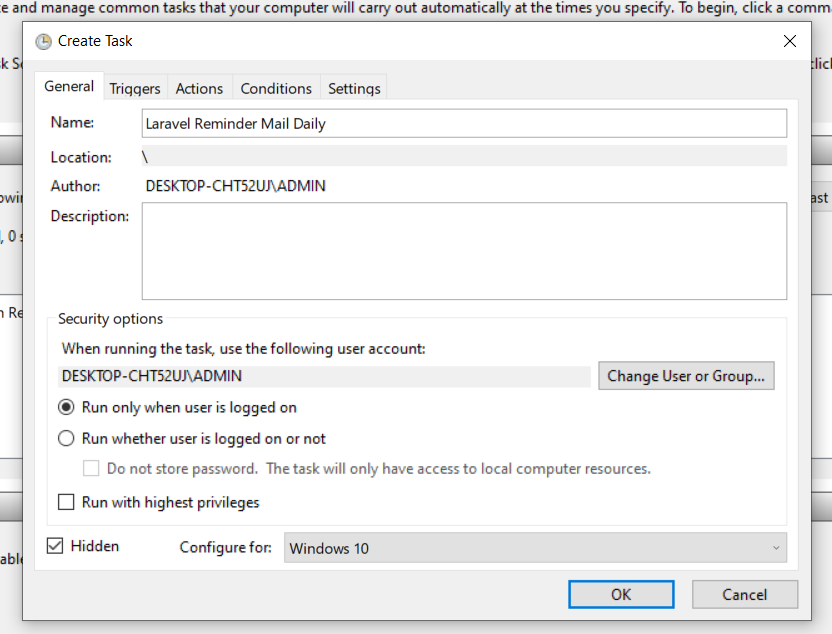 and manage common tasks that your computer will carry out automatically at the times you specify. To begin, click a
Create Task
General Triggers Actions Conditions Settings
Name: Laravel Reminder Mail Daily
Location: \
Author: DESKTOP-CHT52UJ\ADMIN
Description:
Security options
When running the task, use the following user account:
DESKTOP-CHT52UJ\ADMIN Change User or Group...
Run only when user is logged on
Run whether user is logged on or not
Do not store password. The task will only have access to local computer resources.
Run with highest privileges
Hidden Configure for: Windows 10
OK Cancel